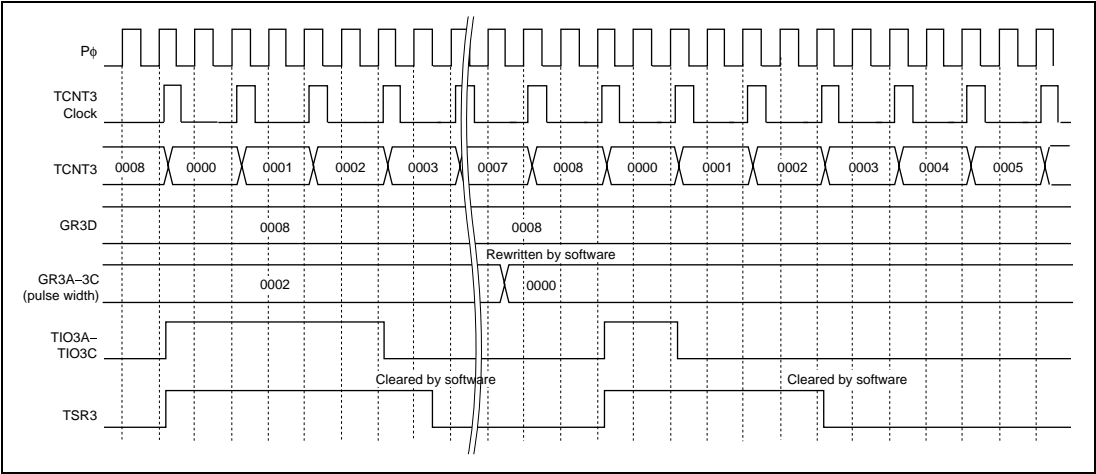 Pφ
TCNT3
Clock
TCNT3 0008 0000 0001 0002 0003 0007 0008 0000 0001 0002 0003 0004 0005
GR3D 0008 0008
Rewritten by software
GR3A–3C
(pulse width) 0002 0000
TIO3A–
TIO3C
Cleared by software Cleared by software
TSR3